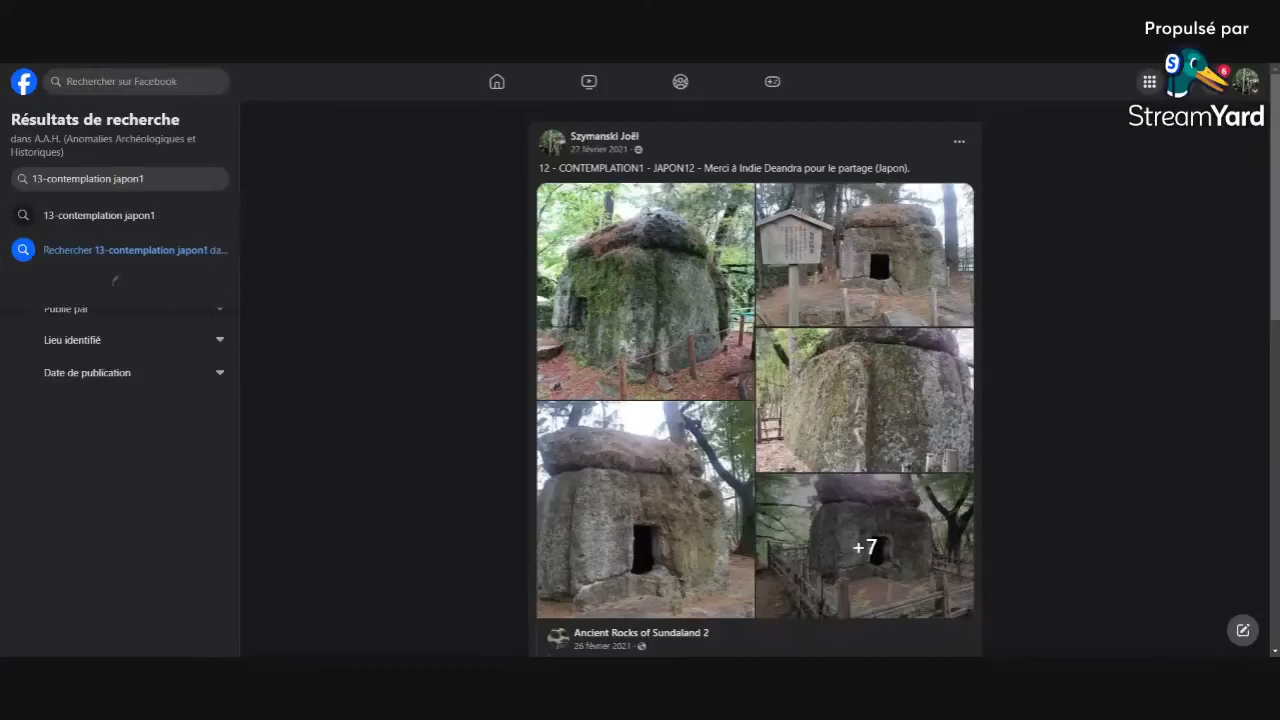 Propulsé par
StreamYard
Rechercher sur Facebook
6
Résultats de recherche
dans A.A.H. (Anomalies Archéologiques et
Historiques)
13-contemplation japon1
13-contemplation japon1
Rechercher 13-contemplation japon1 da...
Publié par
Lieu identifié
Date de publication
Szymanski Joël
27 février 2021
12 - CONTEMPLATION1 - JAPON12 - Merci à Indie Deandra pour le partage (Japon).
+7
Ancient Rocks of Sundaland 2
26 février 2021